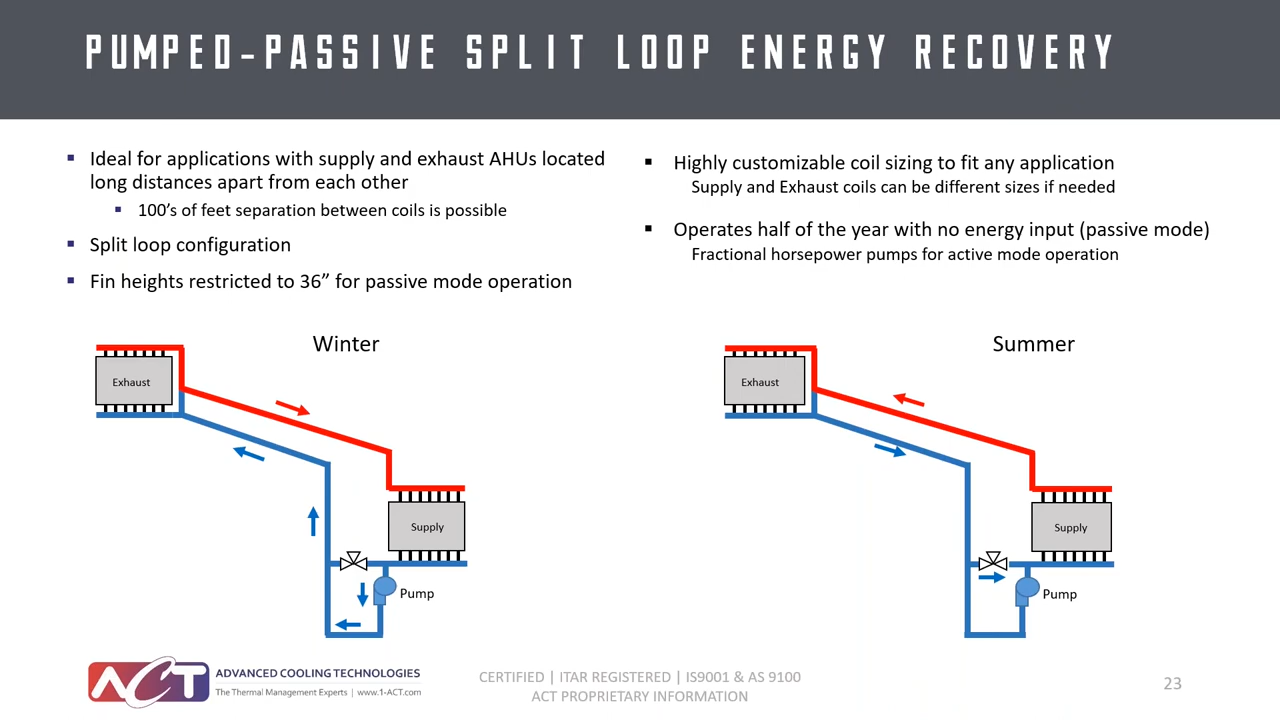 PUMPED-PASSIVE SPLIT LOOP ENERGY RECOVERY
Ideal for applications with supply and exhaust AHUs located
long distances apart from each other
100’s of feet separation between coils is possible
Split loop configuration
Fin heights restricted to 36” for passive mode operation
Highly customizable coil sizing to fit any application
Supply and Exhaust coils can be different sizes if needed
Operates half of the year with no energy input (passive mode)
Fractional horsepower pumps for active mode operation
Winter
Exhaust
Supply
Pump
Summer
Exhaust
Supply
Pump
ACT
ADVANCED COOLING TECHNOLOGIES
The Thermal Management Experts | www.1-ACT.com
CERTIFIED | ITAR REGISTERED | IS9001 & AS 9100
ACT PROPRIETARY INFORMATION
23